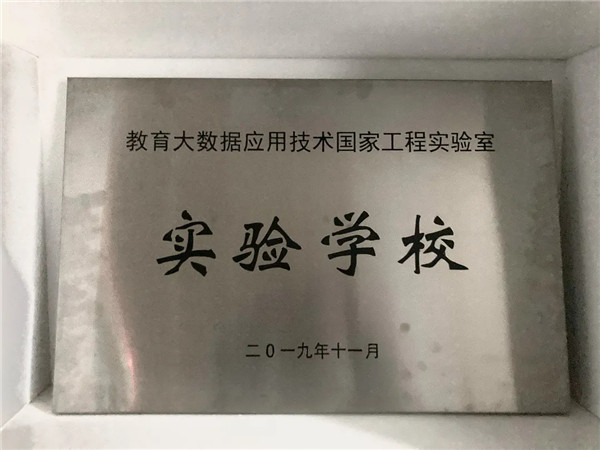 教育大数据应用技术国家工程实验室
实验学校
二0一九年十一月